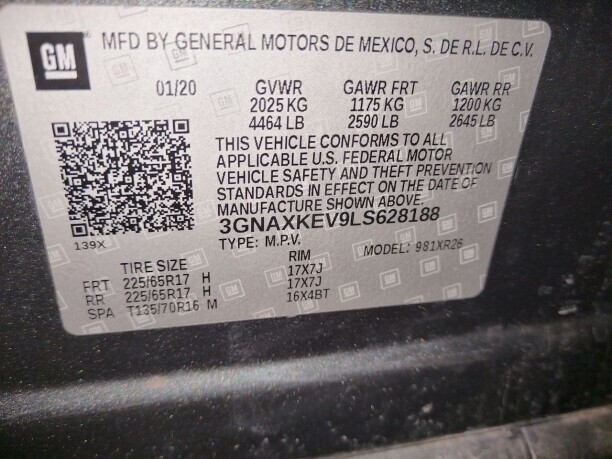 GM MFD BY GENERAL MOTORS DE MEXICO, S. DE R.L. DE C.V.
01/20 GVWR GAWR FRT GAWR RR
2025 KG 1175 KG 1200 KG
4464 LB 2590 LB 2645 LB
THIS VEHICLE CONFORMS TO ALL
APPLICABLE U.S. FEDERAL MOTOR
VEHICLE SAFETY AND THEFT PREVENTION
STANDARDS IN EFFECT ON THE DATE OF
MANUFACTURE SHOWN ABOVE.
3GNAXKEV9LS628188
139X TYPE: M.P.V. MODEL: 981XR26
TIRE SIZE RIM
FRT 225/65R17 H 17X7J
RR 225/65R17 H 17X7J
SPA T135/70R16 M 16X4BT